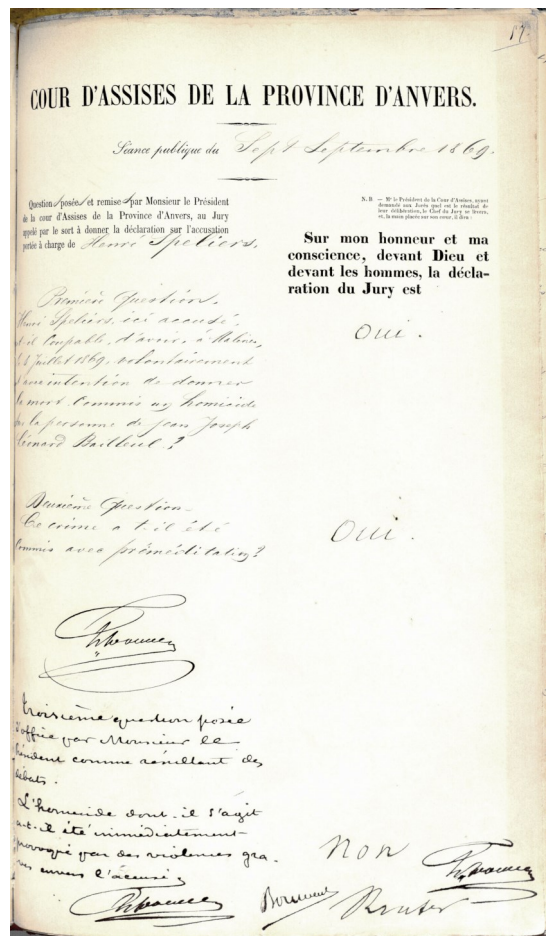 12.
COUR D'ASSISES DE LA PROVINCE D'ANVERS.
Séance publique du Sept Septembre 1869.
Question posée et remise par Monsieur le Président
de la cour d'Assises de la Province d'Anvers, au Jury
appelé par le sort à donner la déclaration sur l'accusation
portée à charge de Henri Speliers.
N. B. — Mr le Président de la Cour d'Assises, ayant
demandé aux Jurés quel est le résultat de
leur délibération, le Chef du Jury se lèvera,
et, la main placée sur son cœur, il dira :
Sur mon honneur et ma
conscience, devant Dieu et
devant les hommes, la décla-
ration du Jury est
Première Question.
Henri Speliers, ici accusé,
est-il Coupable, d'avoir, à Malines,
le Juillet 1869, volontairement
intention de donner
la mort, Commis un homicide
sur la personne de Jean Joseph
Léonard Bailleul ?
Oui.
Deuxième Question.
Ce crime a t-il été
Commis avec préméditation ?
Oui.
troisième question posée
d'office par Monsieur le
Président comme résultant des
débats.
L'homicide dont-il s'agit
a-t-il été immédiatement
provoqué par des violences gra-
ves envers l'accusé ?
Non